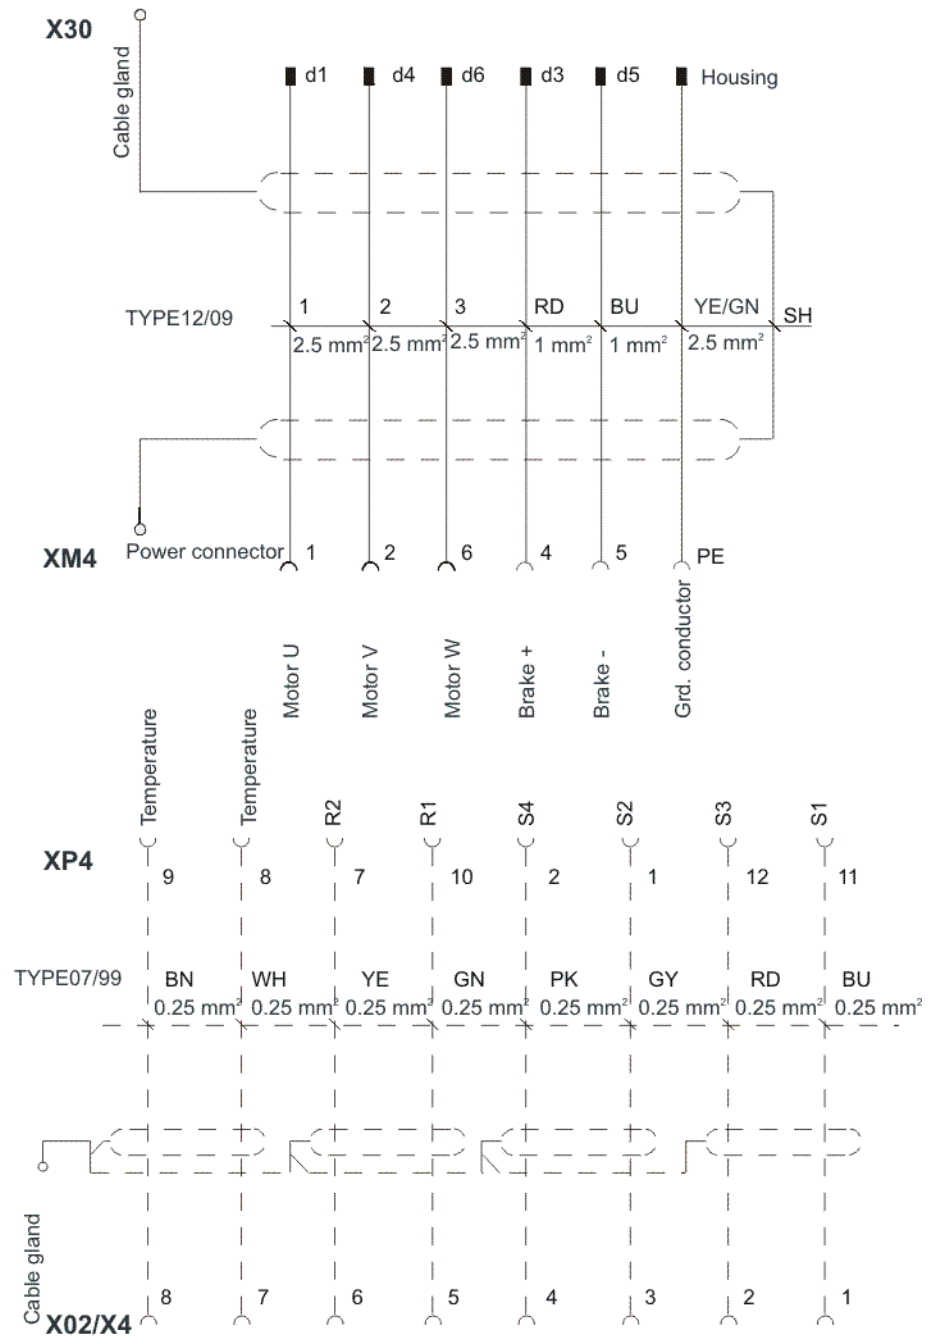 X30
Cable gland
d1 d4 d6 d3 d5 Housing
TYPE12/09
1 2 3 RD BU YE/GN SH
2.5 mm² 2.5 mm² 2.5 mm² 1 mm² 1 mm² 2.5 mm²
XM4
Power connector 1 2 6 4 5 PE
Motor U
Motor V
Motor W
Brake +
Brake -
Grd. conductor
Temperature
Temperature
R2
R1
S4
S2
S3
S1
XP4
9 8 7 10 2 1 12 11
TYPE07/99
BN WH YE GN PK GY RD BU
0.25 mm² 0.25 mm² 0.25 mm² 0.25 mm² 0.25 mm² 0.25 mm² 0.25 mm² 0.25 mm²
Cable gland
8 7 6 5 4 3 2 1
X02/X4